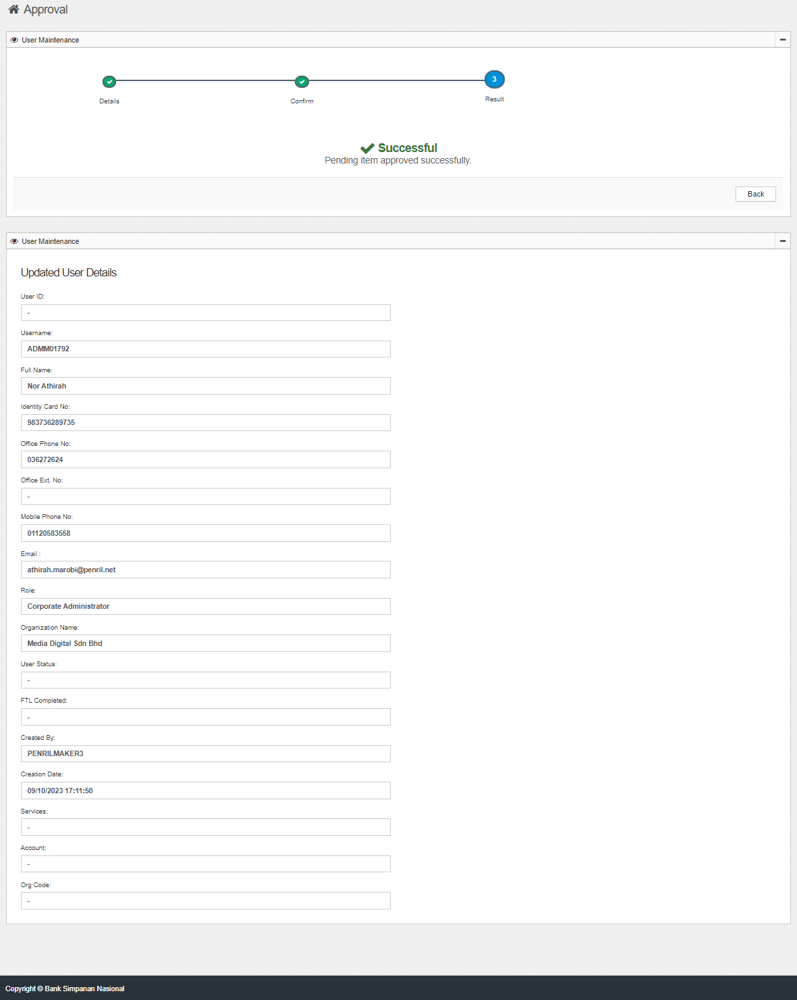 Approval
User Maintenance
3
Details
Confirm
Result
Successful
Pending item approved successfully.
Back
User Maintenance
Updated User Details
User ID:
-
Username:
ADMM01792
Full Name:
Nor Athirah
Identity Card No:
983736289735
Office Phone No:
036272624
Office Ext. No:
-
Mobile Phone No:
01120583558
Email :
athirah.marobi@penril.net
Role:
Corporate Administrator
Organization Name:
Media Digital Sdn Bhd
User Status:
-
FTL Completed:
-
Created By:
PENRILMAKER3
Creation Date:
09/10/2023 17:11:50
Services:
-
Account:
-
Org Code:
-
Copyright © Bank Simpanan Nasional